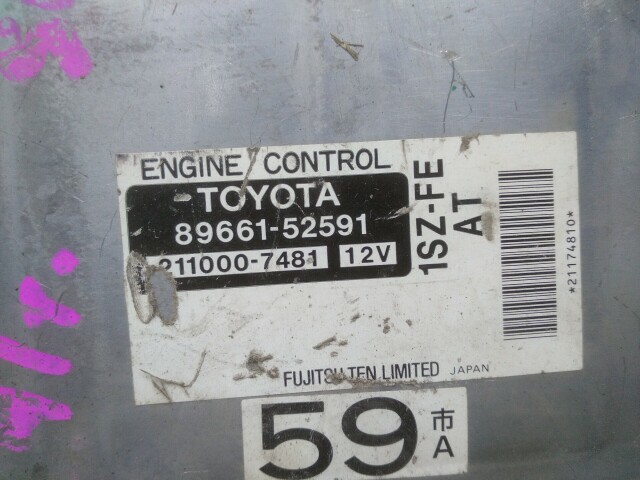 ENGINE CONTROL
TOYOTA
89661-52591
211000-7481 12V
1SZ-FE
AT
*21174810*
FUJITSU TEN LIMITED JAPAN
59 市
A